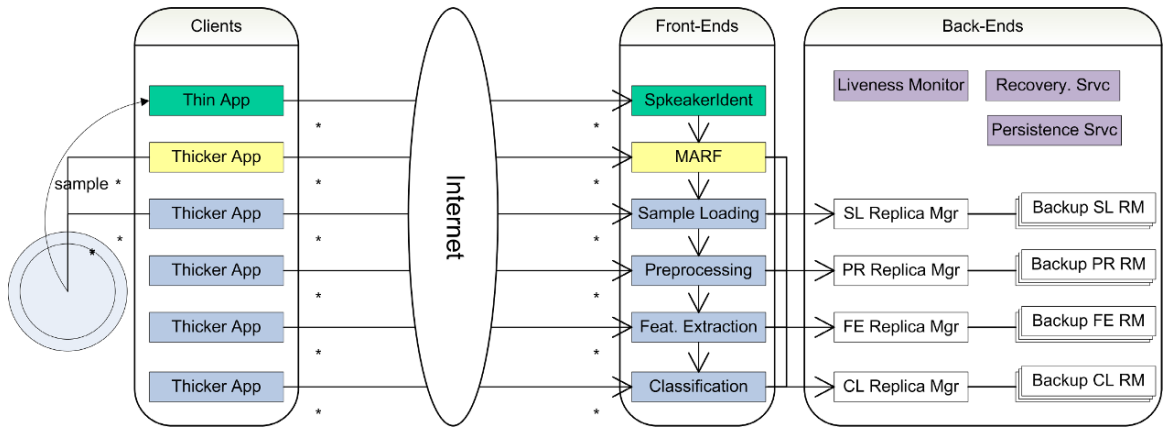 Clients
Front-Ends
Back-Ends
Thin App
SpkeakerIdent
Liveness Monitor
Recovery. Srvc
*
*
Persistence Srvc
Thicker App
MARF
sample
*
*
*
Thicker App
Sample Loading
SL Replica Mgr
Backup SL RM
*
*
*
*
Internet
Thicker App
Preprocessing
PR Replica Mgr
Backup PR RM
*
*
Thicker App
Feat. Extraction
FE Replica Mgr
Backup FE RM
*
*
Thicker App
Classification
CL Replica Mgr
Backup CL RM
*
*